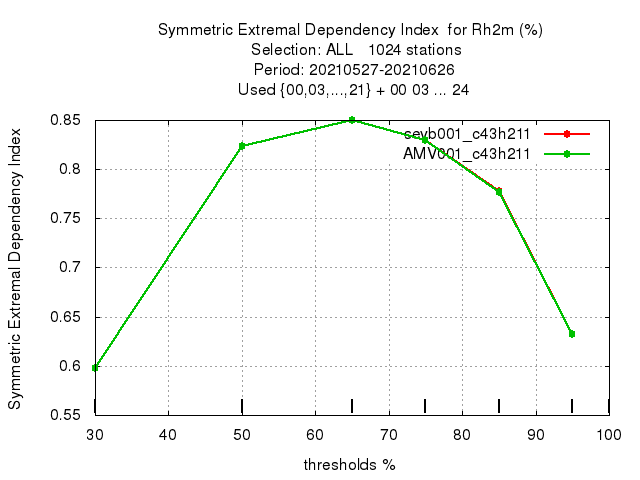 Symmetric Extremal Dependency Index  for Rh2m (%)
Selection: ALL   1024 stations
Period: 20210527-20210626
Used {00,03,...,21} + 00 03 ... 24
Symmetric Extremal Dependency Index
0.85
0.8
0.75
0.7
0.65
0.6
0.55
AMV001_c43h211
30 40 50 60 70 80 90 100
thresholds %